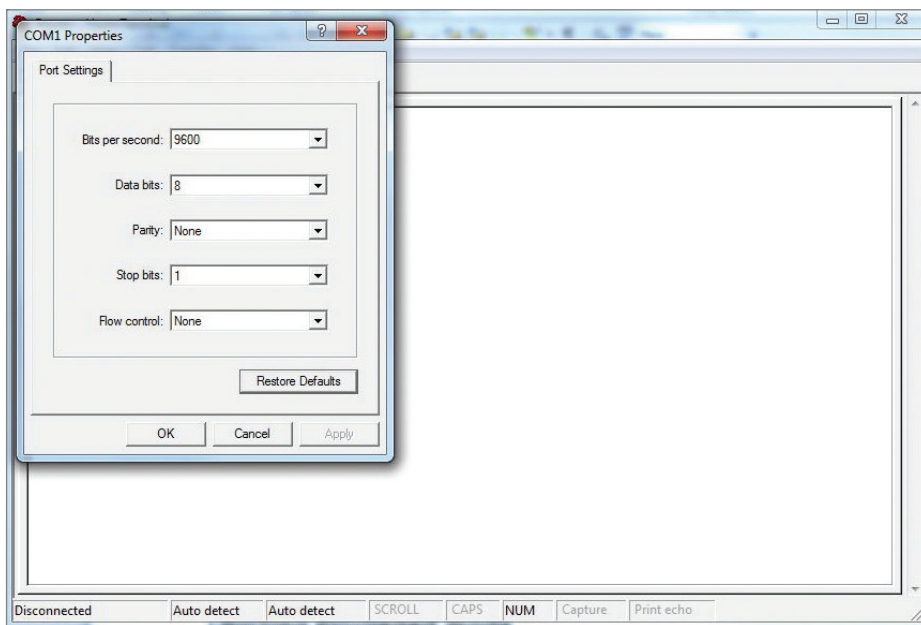 COM1 Properties
Port Settings
Bits per second: 9600
Data bits: 8
Parity: None
Stop bits: 1
Flow control: None
Restore Defaults
OK Cancel Apply
Disconnected Auto detect Auto detect SCROLL CAPS NUM Capture Print echo